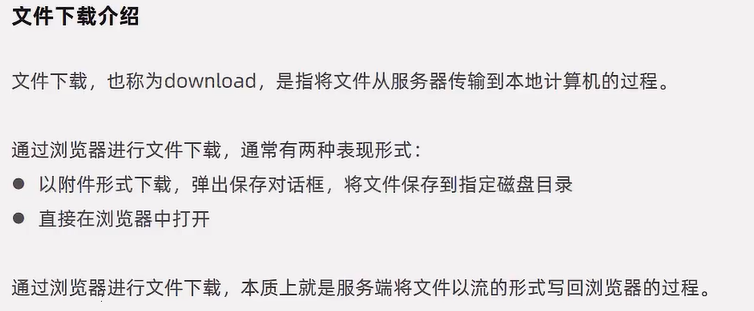 文件下载介绍
文件下载，也称为download，是指将文件从服务器传输到本地计算机的过程。
通过浏览器进行文件下载，通常有两种表现形式：
● 以附件形式下载，弹出保存对话框，将文件保存到指定磁盘目录
● 直接在浏览器中打开
通过浏览器进行文件下载，本质上就是服务端将文件以流的形式写回浏览器的过程。